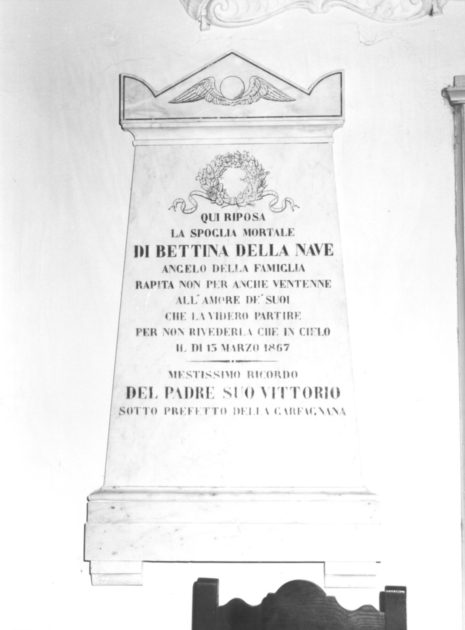 QUI RIPOSA
LA SPOGLIA MORTALE
DI BETTINA DELLA NAVE
ANGELO DELLA FAMIGLIA
RAPITA NON PER ANCHE VENTENNE
ALL'AMORE DE' SUOI
CHE LA VIDERO PARTIRE
PER NON RIVEDERLA CHE IN CIELO
IL DI 15 MARZO 1867
MESTISSIMO RICORDO
DEL PADRE SUO VITTORIO
SOTTO PREFETTO DELLA GARFAGNANA